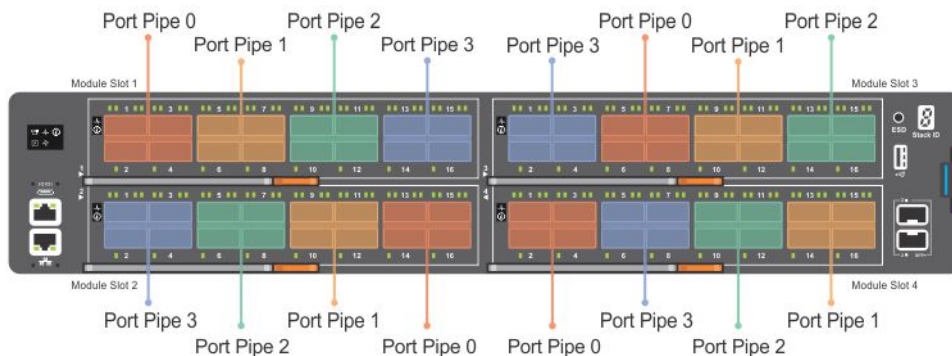 Port Pipe 0 Port Pipe 2 Port Pipe 0 Port Pipe 2
Port Pipe 1 Port Pipe 3 Port Pipe 3 Port Pipe 1
Module Slot 1 Module Slot 3
1 3 5 7 9 11 13 15 1 3 5 7 9 11 13 15
ESD Stack ID
2 4 6 8 10 12 14 16 2 4 6 8 10 12 14 16
1 3
2 4
1 3 5 7 9 11 13 15 1 3 5 7 9 11 13 15
2 4 6 8 10 12 14 16 2 4 6 8 10 12 14 16
Module Slot 2 Module Slot 4
Port Pipe 3 Port Pipe 1 Port Pipe 3 Port Pipe 1
Port Pipe 2 Port Pipe 0 Port Pipe 0 Port Pipe 2